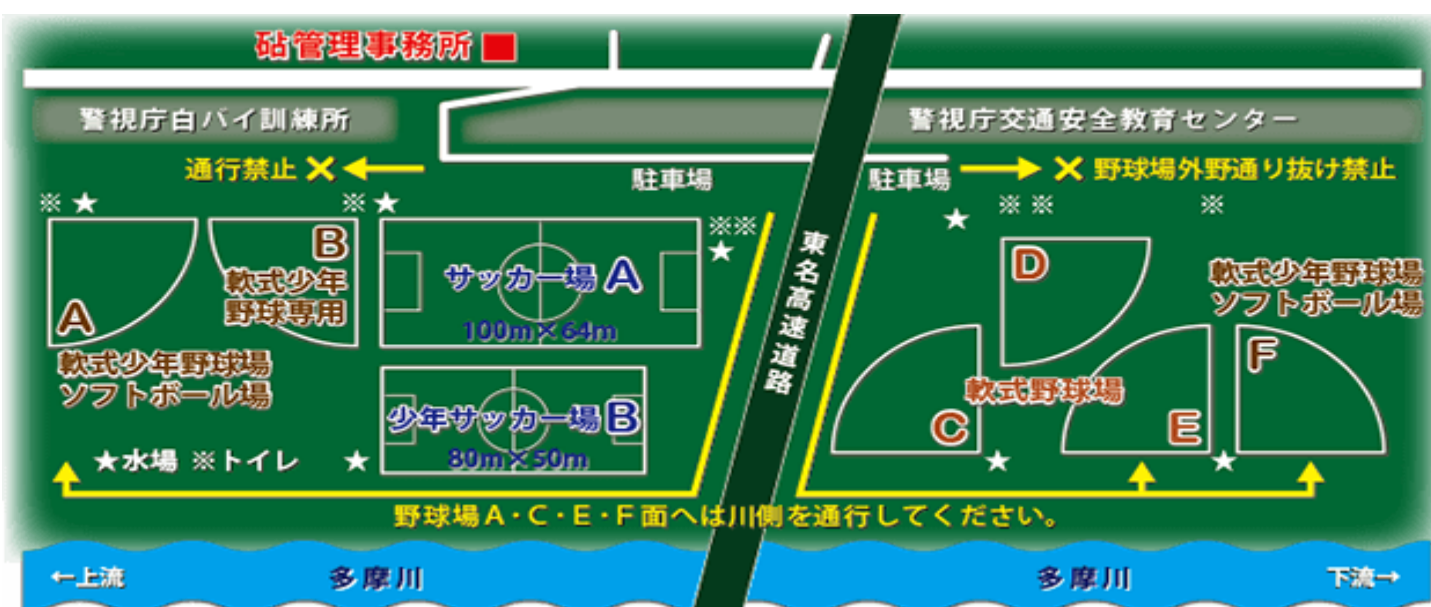 砧管理事務所
警視庁自バイ訓練所
警視庁交通安全教育センター
通行禁止×←
→×野球場外野通り抜け禁止
駐車場
駐車場
※★
※★
※※
★
★
※※
※
東名高速道路
A
軟式少年野球場
ソフトボール場
B
軟式少年
野球専用
サッカー場A
100m×64m
少年サッカー場B
80m×50m
D
軟式野球場
C
E
軟式少年野球場
ソフトボール場
F
★水場 ※トイレ
★
★
★
野球場A・C・E・F面へは川側を通行してください。
←上流
多摩川
多摩川
下流→